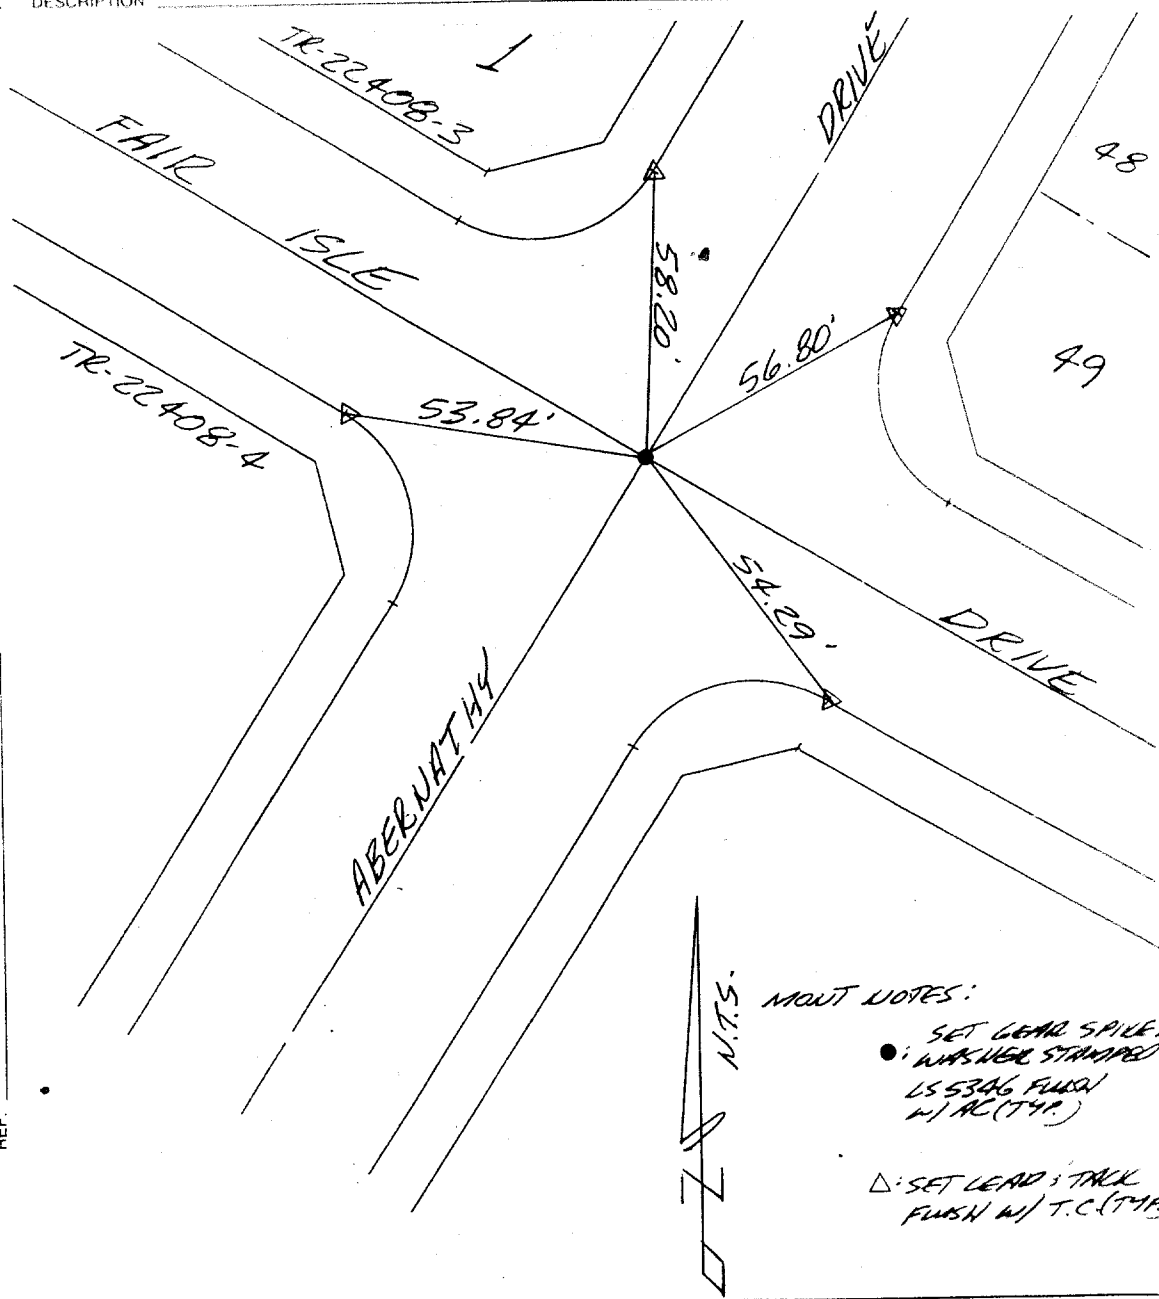 DESCRIPTION
TR-22408-3
1
DRIVE
FAIR
ISLE
48
58.20'
56.80'
49
TR-22408-4
53.84'
54.29'
DRIVE
ABERNATHY
N.T.S.
MONT NOTES:
●: SET GEAR SPIKE
WASHER STAMPED
LS 5346 FLUSH
W/ AC (TYP.)
△: SET LEAD & TACK
FLUSH W/ T.C. (TYP.
REF.